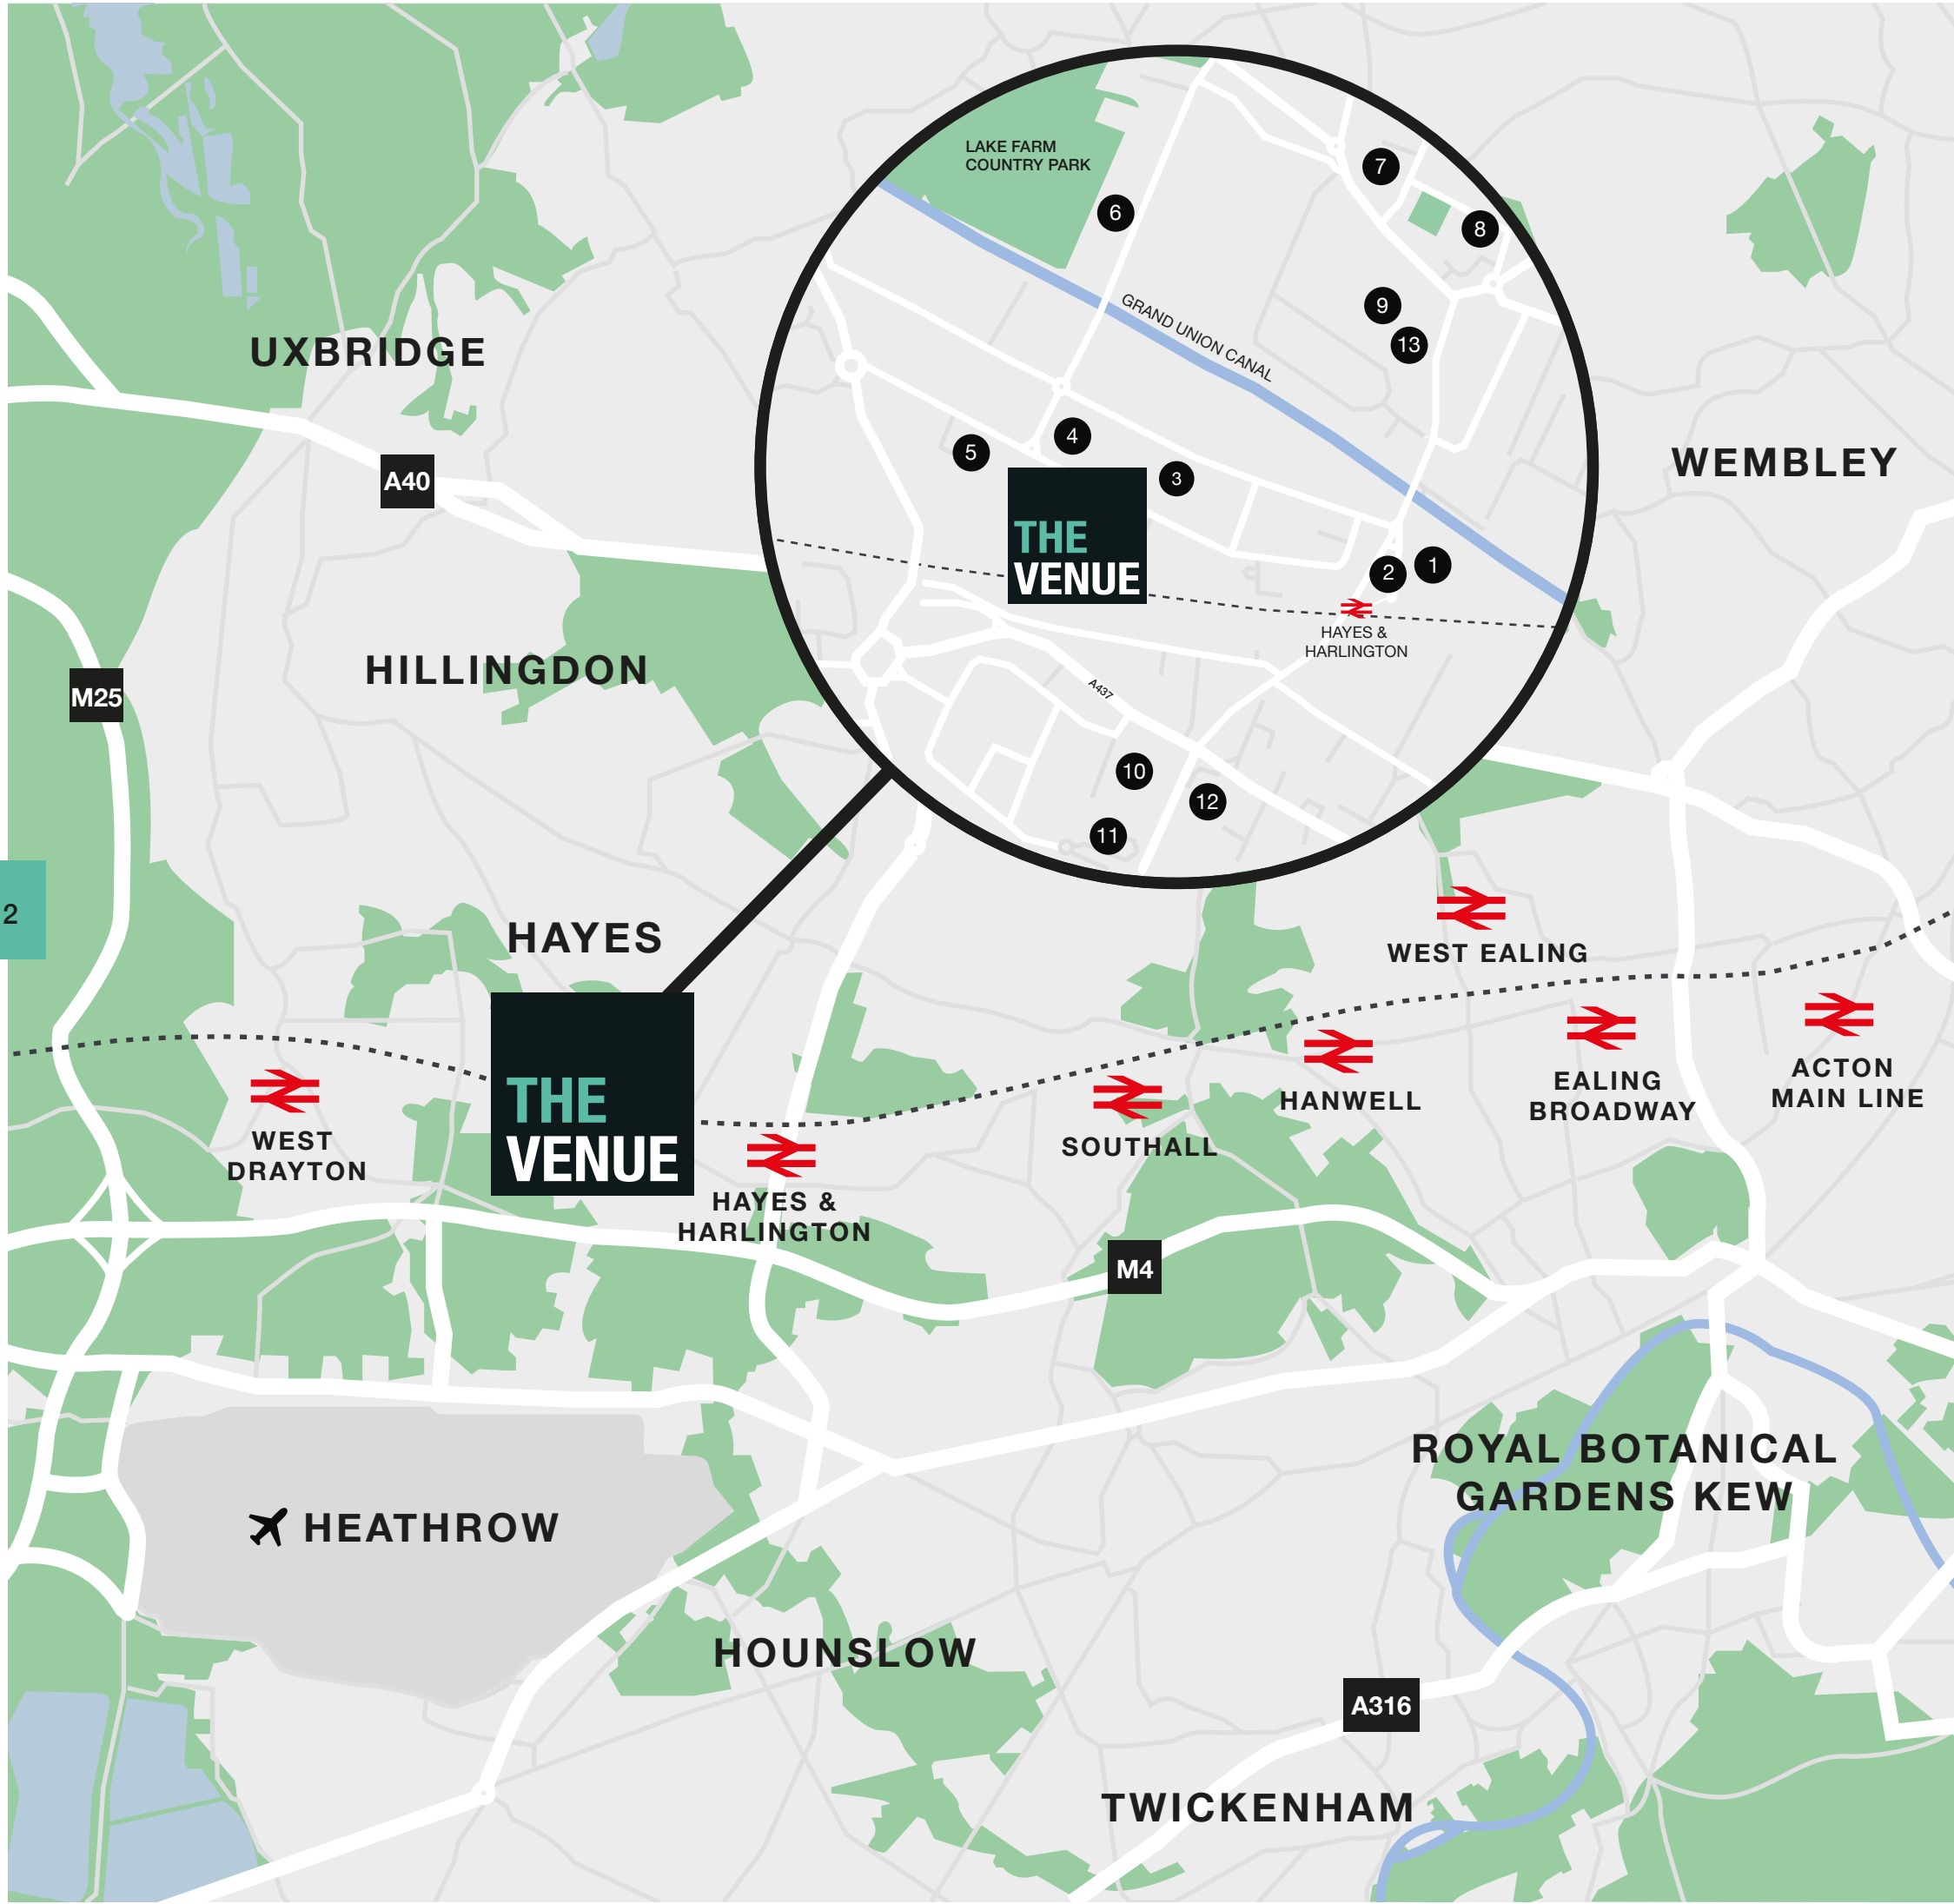 LAKE FARM
COUNTRY PARK
7
6
8
GRAND UNION CANAL
9
13
UXBRIDGE
4
5
3
WEMBLEY
A40
THE
VENUE
2
1
HAYES &
HARLINGTON
HILLINGDON
M25
A437
10
12
11
2
HAYES
WEST EALING
THE
VENUE
WEST
DRAYTON
HAYES &
HARLINGTON
SOUTHALL
HANWELL
EALING
BROADWAY
ACTON
MAIN LINE
M4
ROYAL BOTANICAL
GARDENS KEW
HEATHROW
HOUNSLOW
A316
TWICKENHAM